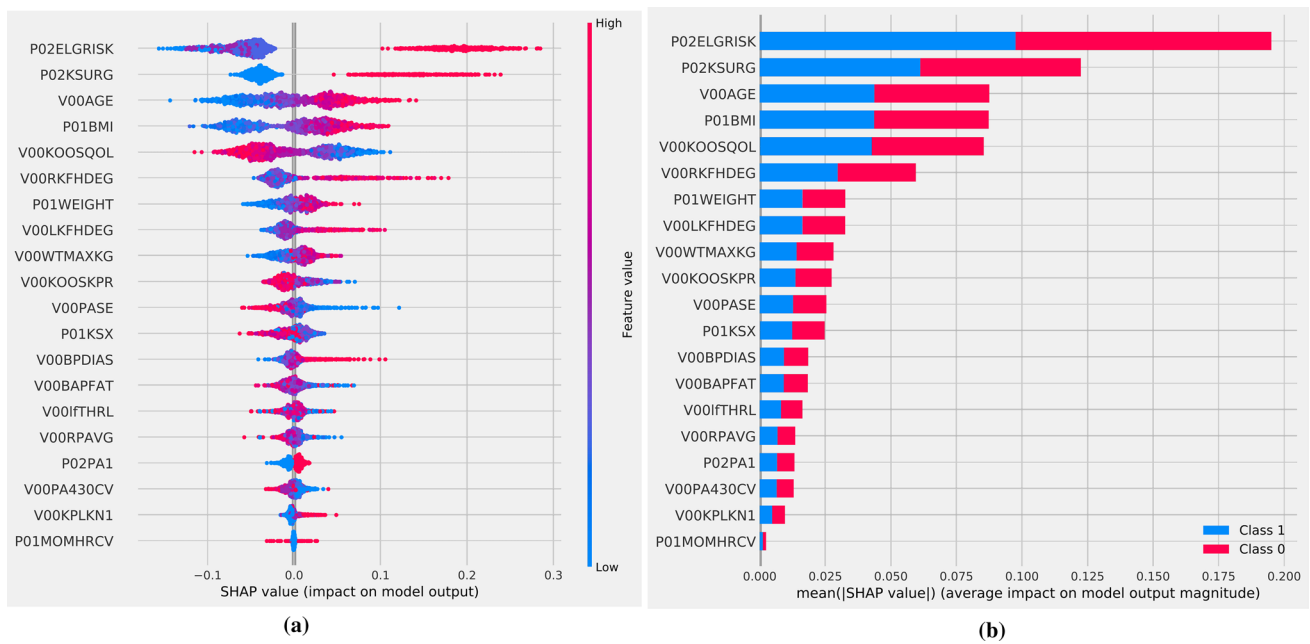 P02ELGRISK
P02KSURG
V00AGE
P01BMI
V00KOOSQOL
V00RKFHDEG
P01WEIGHT
V00LKFHDEG
V00WTMAXKG
V00KOOSKPR
V00PASE
P01KSX
V00BPDIAS
V00BAPFAT
V00lfTHRL
V00RPAVG
P02PA1
V00PA430CV
V00KPLKN1
P01MOMHRCV
−0.1 0.0 0.1 0.2 0.3
SHAP value (impact on model output)
High
Feature value
Low
(a)
P02ELGRISK
P02KSURG
V00AGE
P01BMI
V00KOOSQOL
V00RKFHDEG
P01WEIGHT
V00LKFHDEG
V00WTMAXKG
V00KOOSKPR
V00PASE
P01KSX
V00BPDIAS
V00BAPFAT
V00lfTHRL
V00RPAVG
P02PA1
V00PA430CV
V00KPLKN1
P01MOMHRCV
Class 1
Class 0
0.000 0.025 0.050 0.075 0.100 0.125 0.150 0.175 0.200
mean(|SHAP value|) (average impact on model output magnitude)
(b)